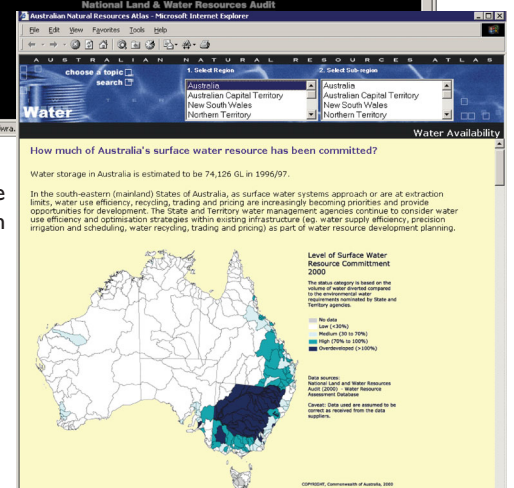 National Land & Water Resources Audit
Australian Natural Resources Atlas - Microsoft Internet Explorer
File Edit View Favorites Tools Help
AUSTRALIAN NATURAL RESOURCES ATLAS
choose a topic
search
1. Select Region
2. Select Sub-region
Australia
Australian Capital Territory
New South Wales
Northern Territory
Australia
Australian Capital Territory
New South Wales
Northern Territory
Water
Water Availability
How much of Australia's surface water resource has been committed?
Water storage in Australia is estimated to be 74,126 GL in 1996/97.
In the south-eastern (mainland) States of Australia, as surface water systems approach or are at extraction
limits, water use efficiency, recycling, trading and pricing are increasingly becoming priorities and provide
opportunities for development. The State and Territory water management agencies continue to consider water
use efficiency and optimisation strategies within existing infrastructure (eg. water supply efficiency, precision
irrigation and scheduling, water recycling, trading and pricing) as part of water resource development planning.
Level of Surface Water
Resource Committment
2000
The status category is based on the
volume of water diverted compared
to the environmental water
requirements nominated by State and
Territory agencies.
No data
Low (<30%)
Medium (30 to 70%)
High (70% to 100%)
Overdeveloped (>100%)
Data sources:
National Land and Water Resources
Audit (2000) - Water Resource
Assessment Database
Caveat: Data used are assumed to be
correct as received from the data
suppliers.
COPYRIGHT, Commonwealth of Australia, 2000